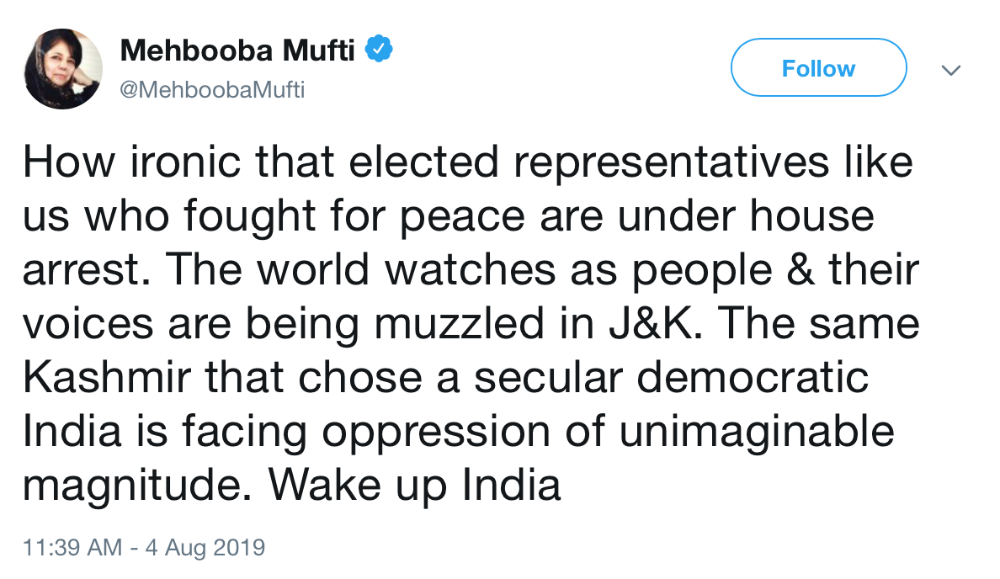 Mehbooba Mufti
@MehboobaMufti
Follow
How ironic that elected representatives like
us who fought for peace are under house
arrest. The world watches as people & their
voices are being muzzled in J&K. The same
Kashmir that chose a secular democratic
India is facing oppression of unimaginable
magnitude. Wake up India
11:39 AM - 4 Aug 2019